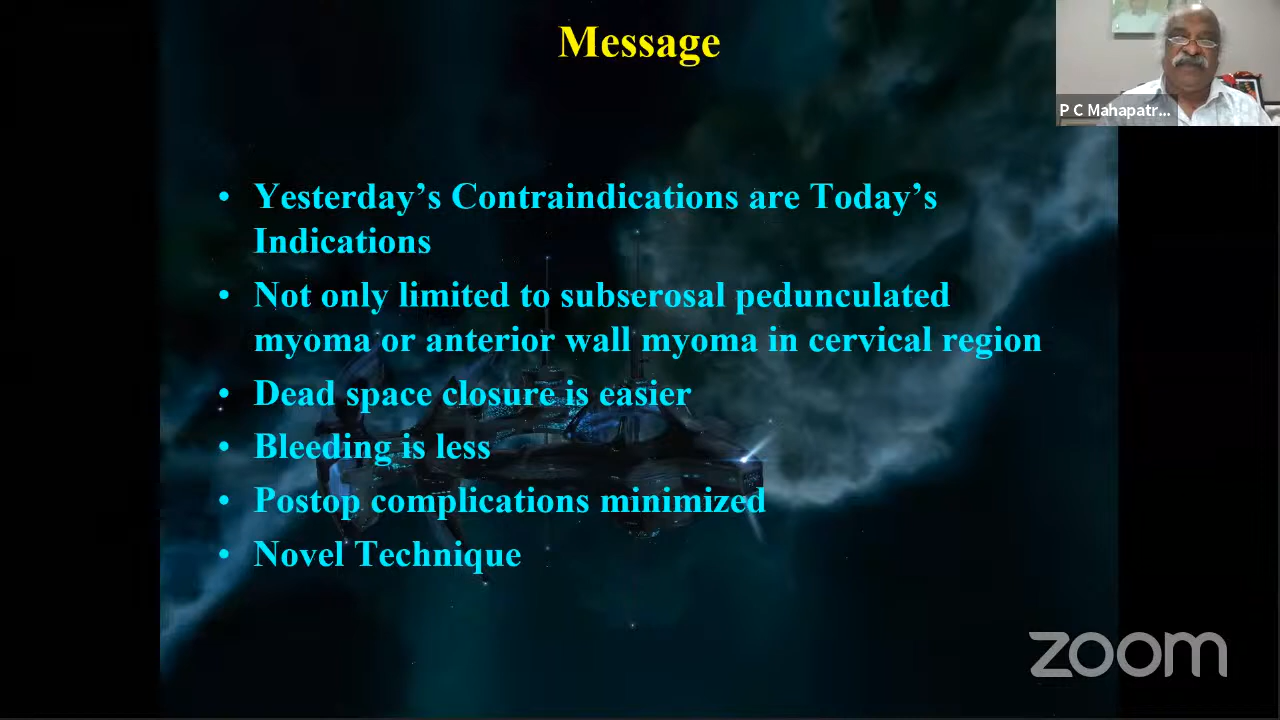 Message
P C Mahapatr...
• Yesterday’s Contraindications are Today’s
Indications
• Not only limited to subserosal pedunculated
myoma or anterior wall myoma in cervical region
• Dead space closure is easier
• Bleeding is less
• Postop complications minimized
• Novel Technique
zoom